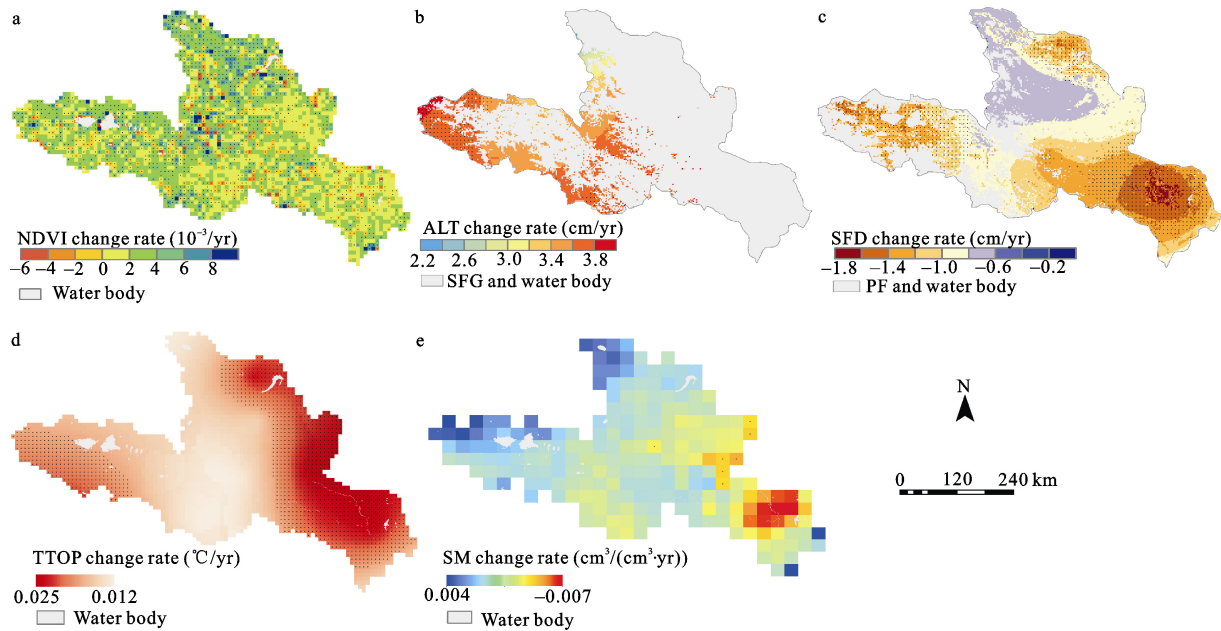 a
b
c
NDVI change rate (10⁻³/yr)
−6 −4 −2 0 2 4 6 8
Water body
ALT change rate (cm/yr)
2.2 2.6 3.0 3.4 3.8
SFG and water body
SFD change rate (cm/yr)
−1.8 −1.4 −1.0 −0.6 −0.2
PF and water body
d
e
N
0 120 240 km
TTOP change rate (℃/yr)
0.025 0.012
Water body
SM change rate (cm³/(cm³·yr))
0.004 −0.007
Water body